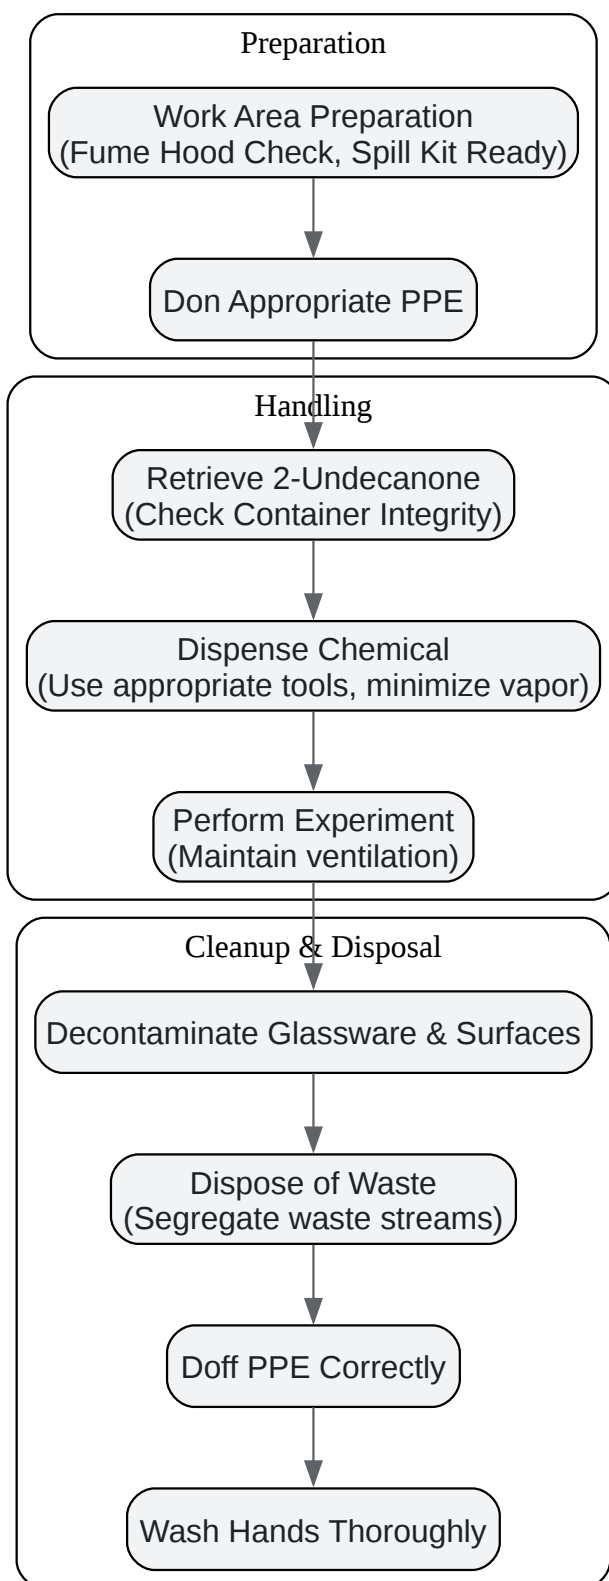 Preparation
Work Area Preparation
(Fume Hood Check, Spill Kit Ready)
Don Appropriate PPE
Handling
Retrieve 2-Undecanone
(Check Container Integrity)
Dispense Chemical
(Use appropriate tools, minimize vapor)
Perform Experiment
(Maintain ventilation)
Cleanup & Disposal
Decontaminate Glassware & Surfaces
Dispose of Waste
(Segregate waste streams)
Doff PPE Correctly
Wash Hands Thoroughly